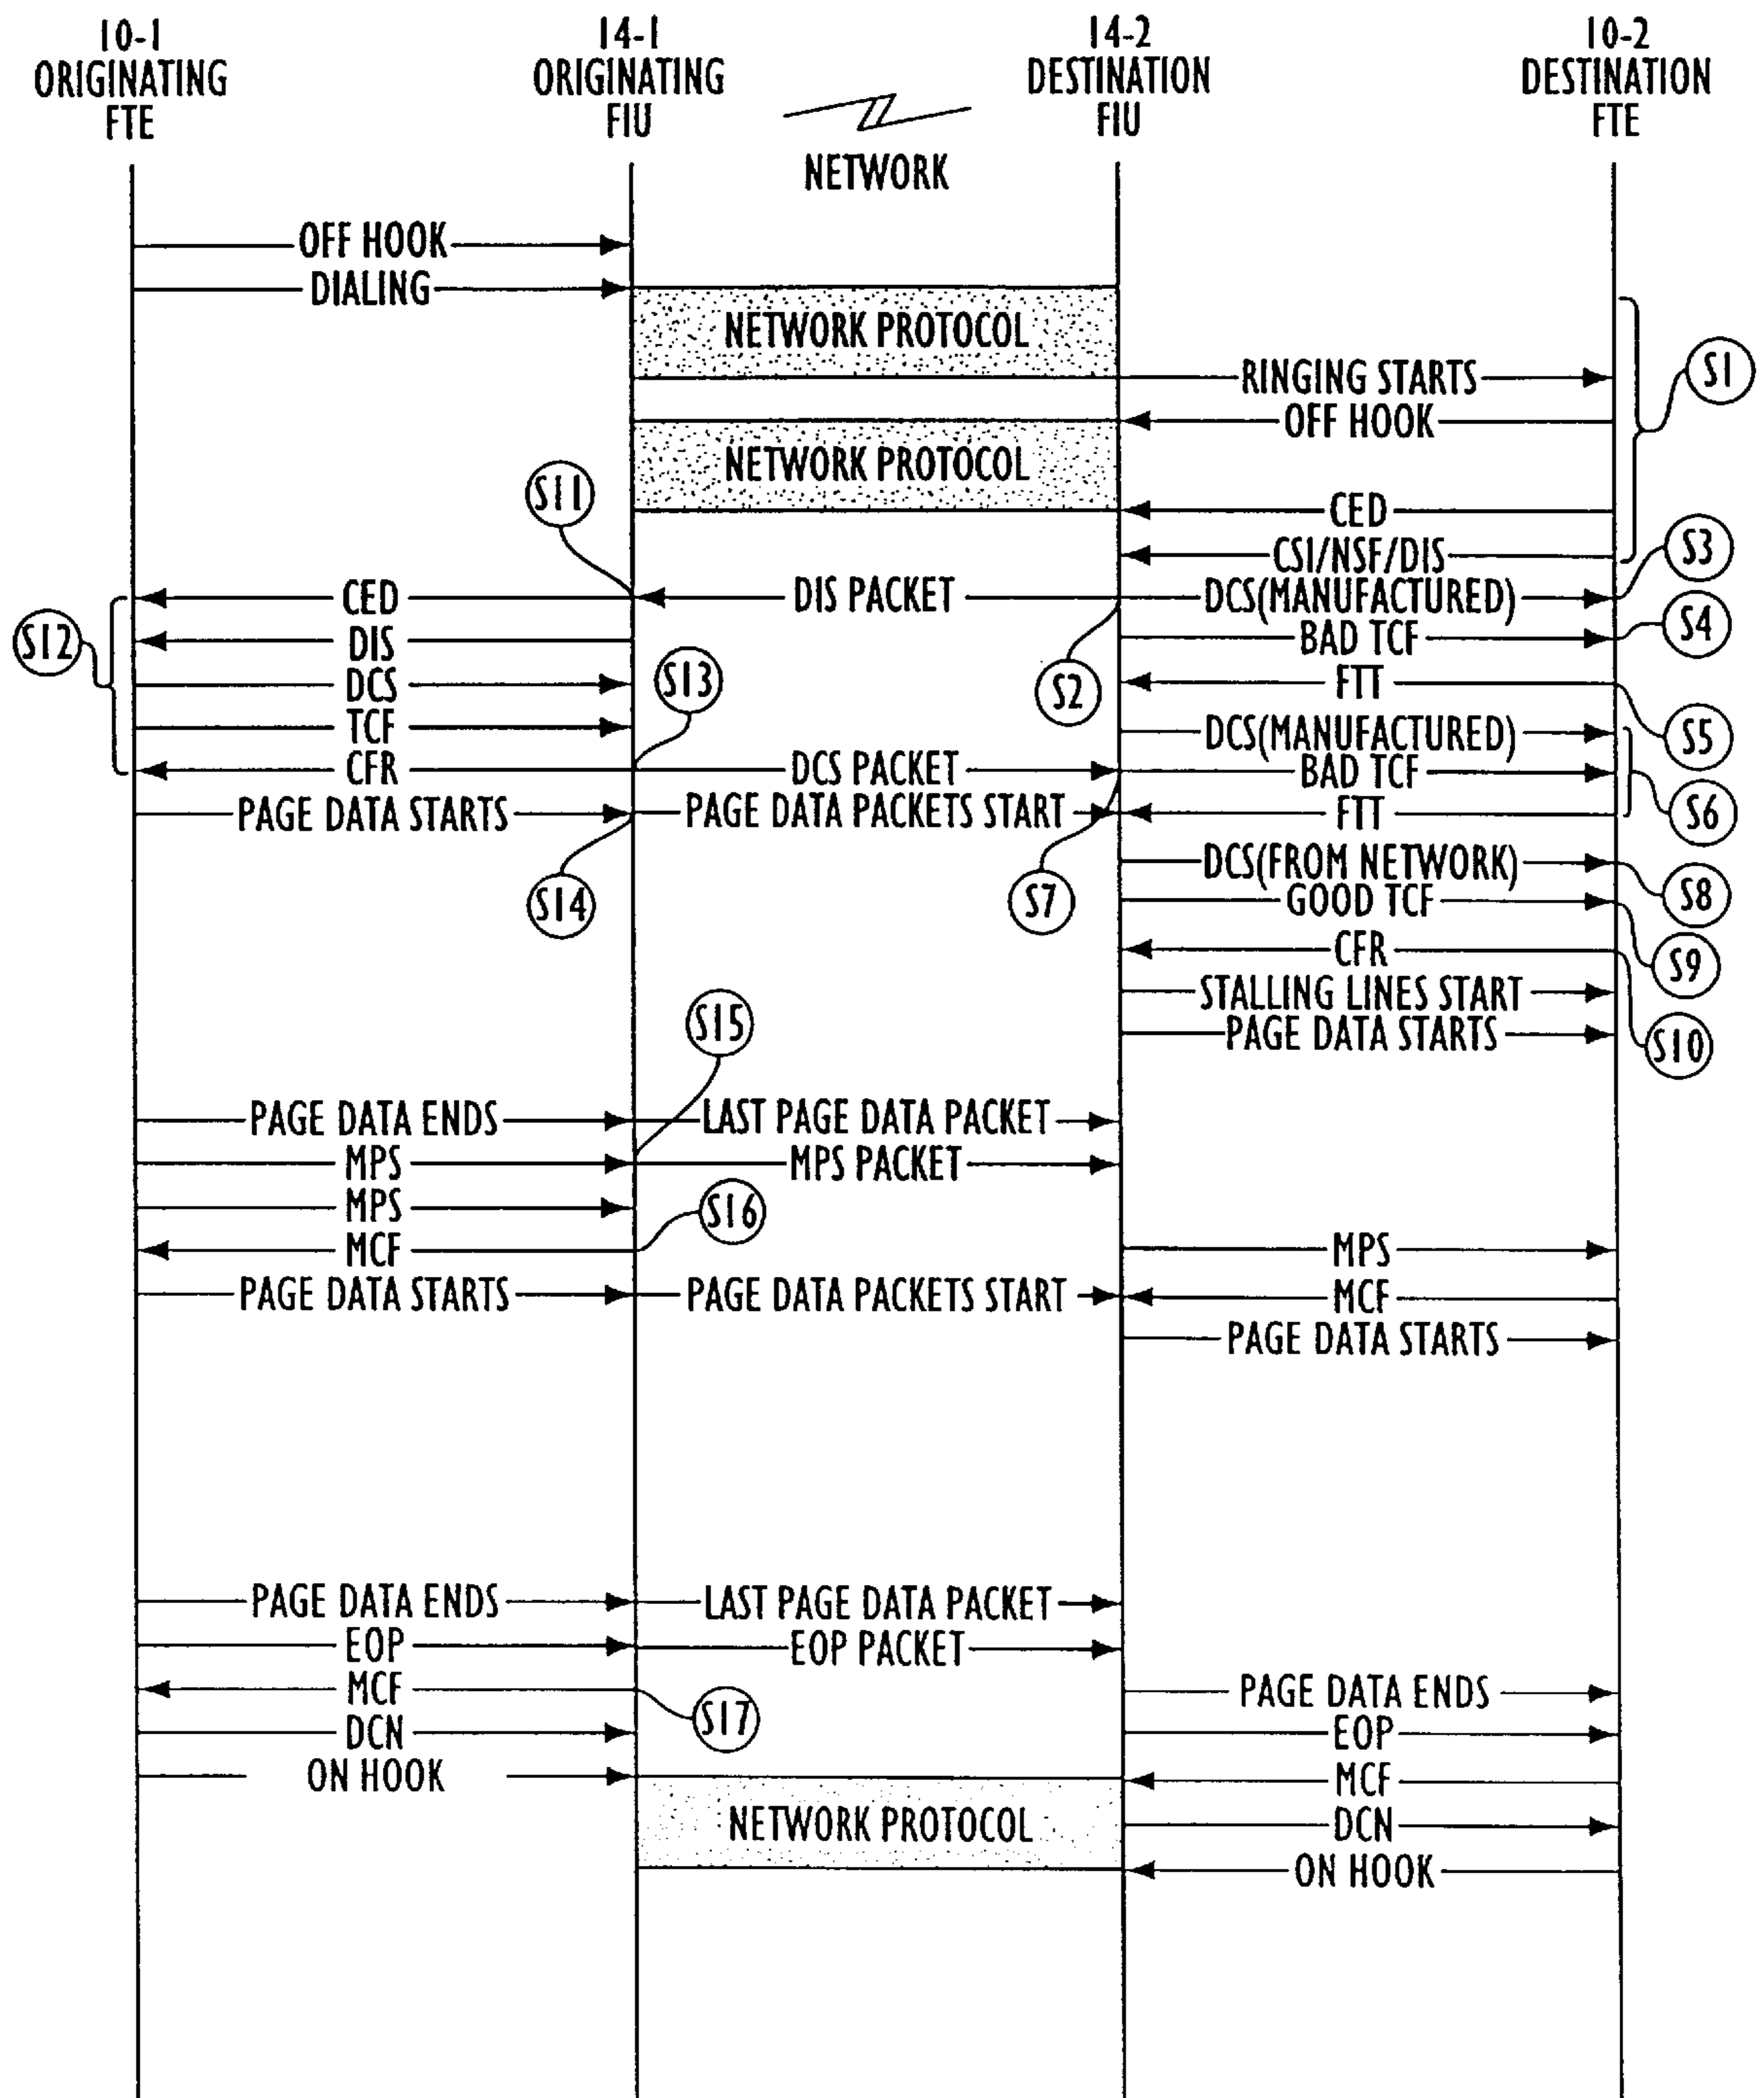 10-1
ORIGINATING
FTE
14-1
ORIGINATING
FIU
NETWORK
14-2
DESTINATION
FIU
10-2
DESTINATION
FTE
OFF HOOK
DIALING
NETWORK PROTOCOL
RINGING STARTS
S1
OFF HOOK
NETWORK PROTOCOL
S11
CED
CSI/NSF/DIS
S3
CED
DIS PACKET
DCS(MANUFACTURED)
S12
DIS
BAD TCF
S4
DCS
S13
S2
FTT
TCF
DCS(MANUFACTURED)
S5
CFR
DCS PACKET
BAD TCF
PAGE DATA STARTS
PAGE DATA PACKETS START
FTT
S6
DCS(FROM NETWORK)
S14
S7
GOOD TCF
S8
CFR
S9
STALLING LINES START
S15
PAGE DATA STARTS
S10
PAGE DATA ENDS
LAST PAGE DATA PACKET
MPS
MPS PACKET
MPS
S16
MCF
MPS
PAGE DATA STARTS
PAGE DATA PACKETS START
MCF
PAGE DATA STARTS
PAGE DATA ENDS
LAST PAGE DATA PACKET
EOP
EOP PACKET
MCF
PAGE DATA ENDS
S17
DCN
EOP
ON HOOK
MCF
NETWORK PROTOCOL
DCN
ON HOOK